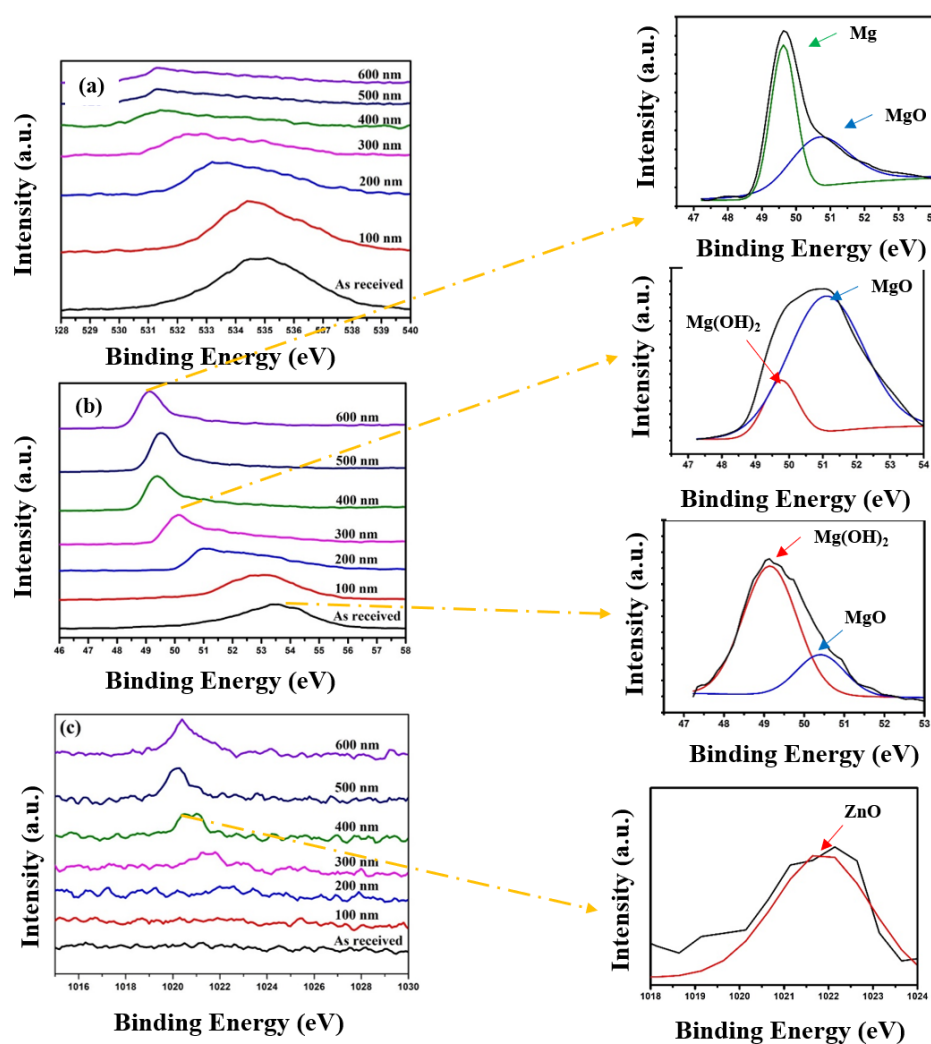 (a)
600 nm
500 nm
400 nm
300 nm
200 nm
100 nm
As received
Intensity (a.u.)
528 529 530 531 532 533 534 535 536 537 538 539 540
Binding Energy (eV)
(b)
600 nm
500 nm
400 nm
300 nm
200 nm
100 nm
As received
Intensity (a.u.)
46 47 48 49 50 51 52 53 54 55 56 57 58
Binding Energy (eV)
(c)
600 nm
500 nm
400 nm
300 nm
200 nm
100 nm
As received
Intensity (a.u.)
1016 1018 1020 1022 1024 1026 1028 1030
Binding Energy (eV)
Mg
MgO
Intensity (a.u.)
47 48 49 50 51 52 53
Binding Energy (eV)
MgO
Mg(OH)2
Intensity (a.u.)
47 48 49 50 51 52 53 54
Binding Energy (eV)
Mg(OH)2
MgO
Intensity (a.u.)
47 48 49 50 51 52 53
Binding Energy (eV)
ZnO
Intensity (a.u.)
1018 1019 1020 1021 1022 1023 1024
Binding Energy (eV)